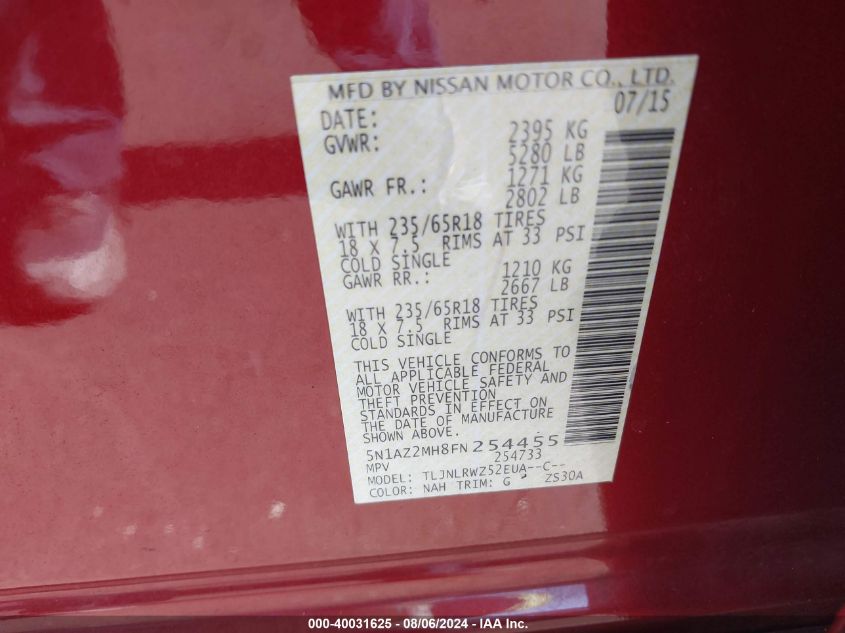 MFD BY NISSAN MOTOR CO., LTD.
DATE: 07/15
GVWR: 2395 KG
5280 LB
GAWR FR.: 1271 KG
2802 LB
WITH 235/65R18 TIRES
18 X 7.5 RIMS AT 33 PSI
COLD SINGLE
GAWR RR.: 1210 KG
2667 LB
WITH 235/65R18 TIRES
18 X 7.5 RIMS AT 33 PSI
COLD SINGLE
THIS VEHICLE CONFORMS TO
ALL APPLICABLE FEDERAL
MOTOR VEHICLE SAFETY AND
THEFT PREVENTION
STANDARDS IN EFFECT ON
THE DATE OF MANUFACTURE
SHOWN ABOVE.
5N1AZ2MH8FN254455
MPV 254733
MODEL: TLJNLRWZ52EUA--C--
COLOR: NAH TRIM: G ZS30A
000-40031625 - 08/06/2024 - IAA Inc.